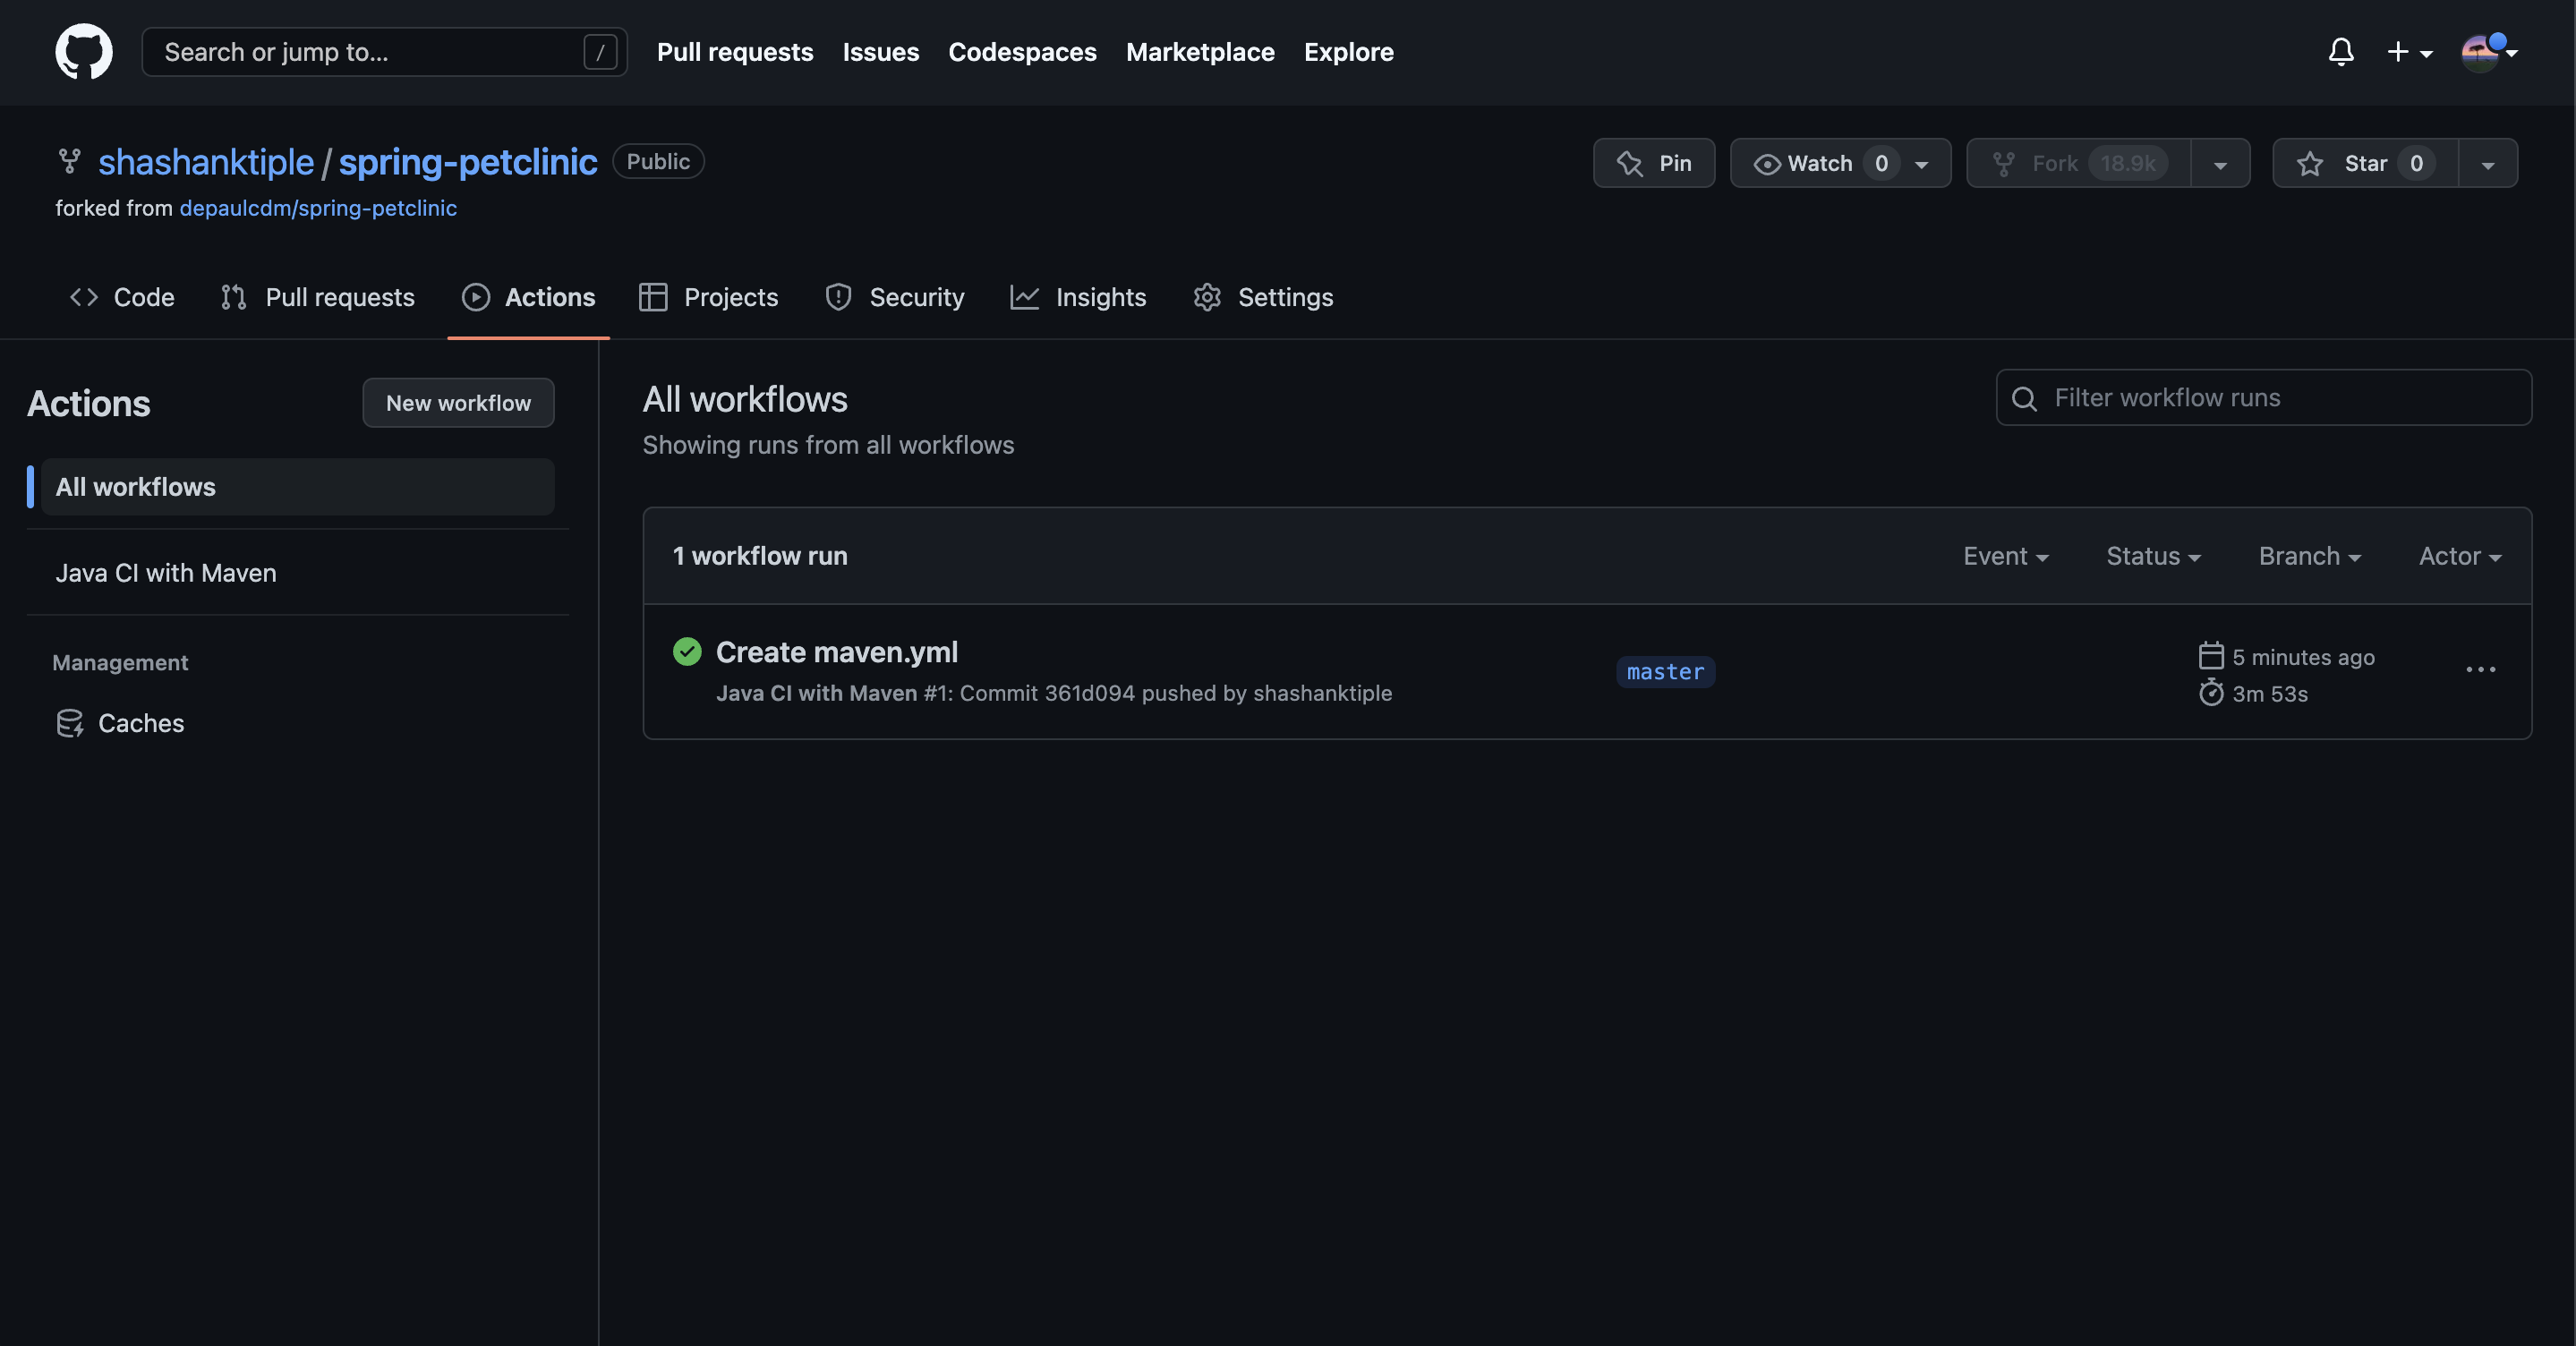 Search or jump to... / Pull requests Issues Codespaces Marketplace Explore
shashanktiple / spring-petclinic Public
Pin Watch 0 Fork 18.9k Star 0
forked from depaulcdm/spring-petclinic
Code Pull requests Actions Projects Security Insights Settings
Actions
New workflow
All workflows
Java CI with Maven
Management
Caches
All workflows
Showing runs from all workflows
Filter workflow runs
1 workflow run
Event Status Branch Actor
Create maven.yml
Java CI with Maven #1: Commit 361d094 pushed by shashanktiple
master
5 minutes ago
3m 53s